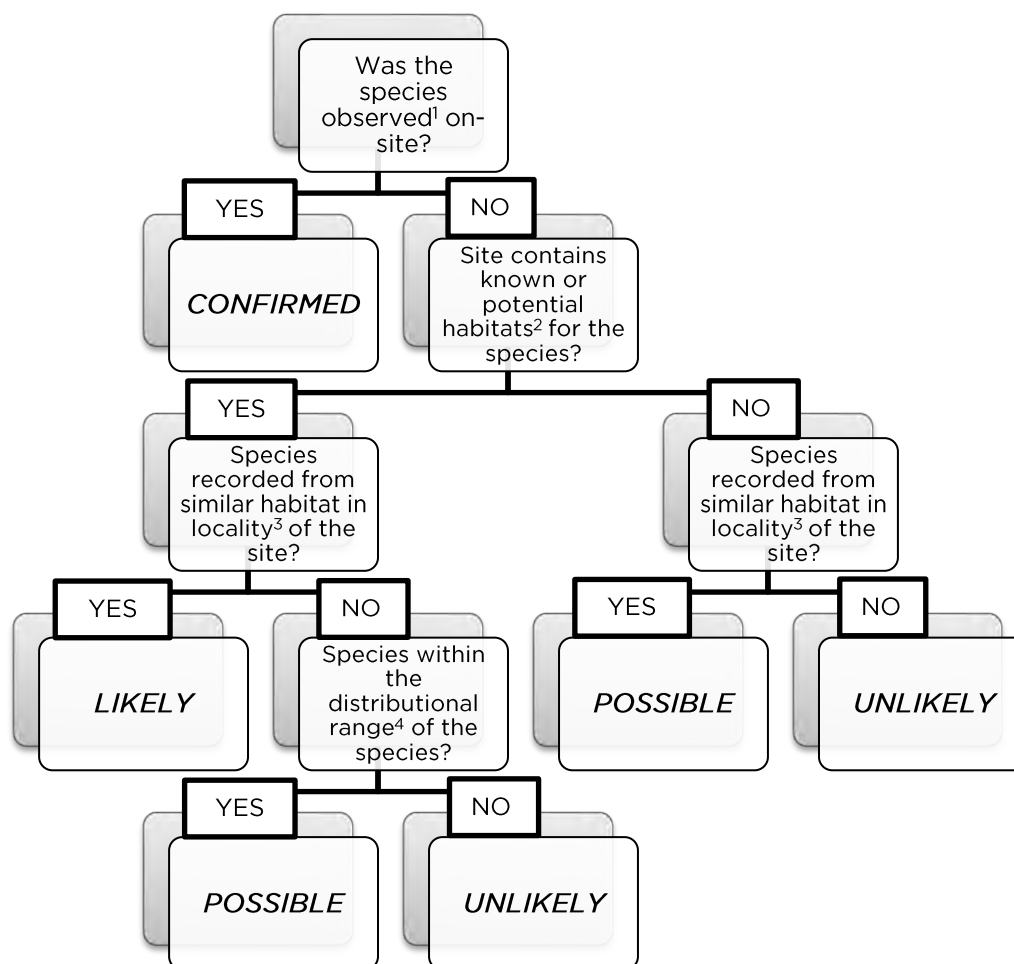 Was the
species
observed¹ on-
site?
YES
NO
CONFIRMED
Site contains
known or
potential
habitats² for the
species?
YES
NO
Species
recorded from
similar habitat in
locality³ of the
site?
Species
recorded from
similar habitat in
locality³ of the
site?
YES
NO
YES
NO
LIKELY
Species within
the
distributional
range⁴ of the
species?
POSSIBLE
UNLIKELY
YES
NO
POSSIBLE
UNLIKELY